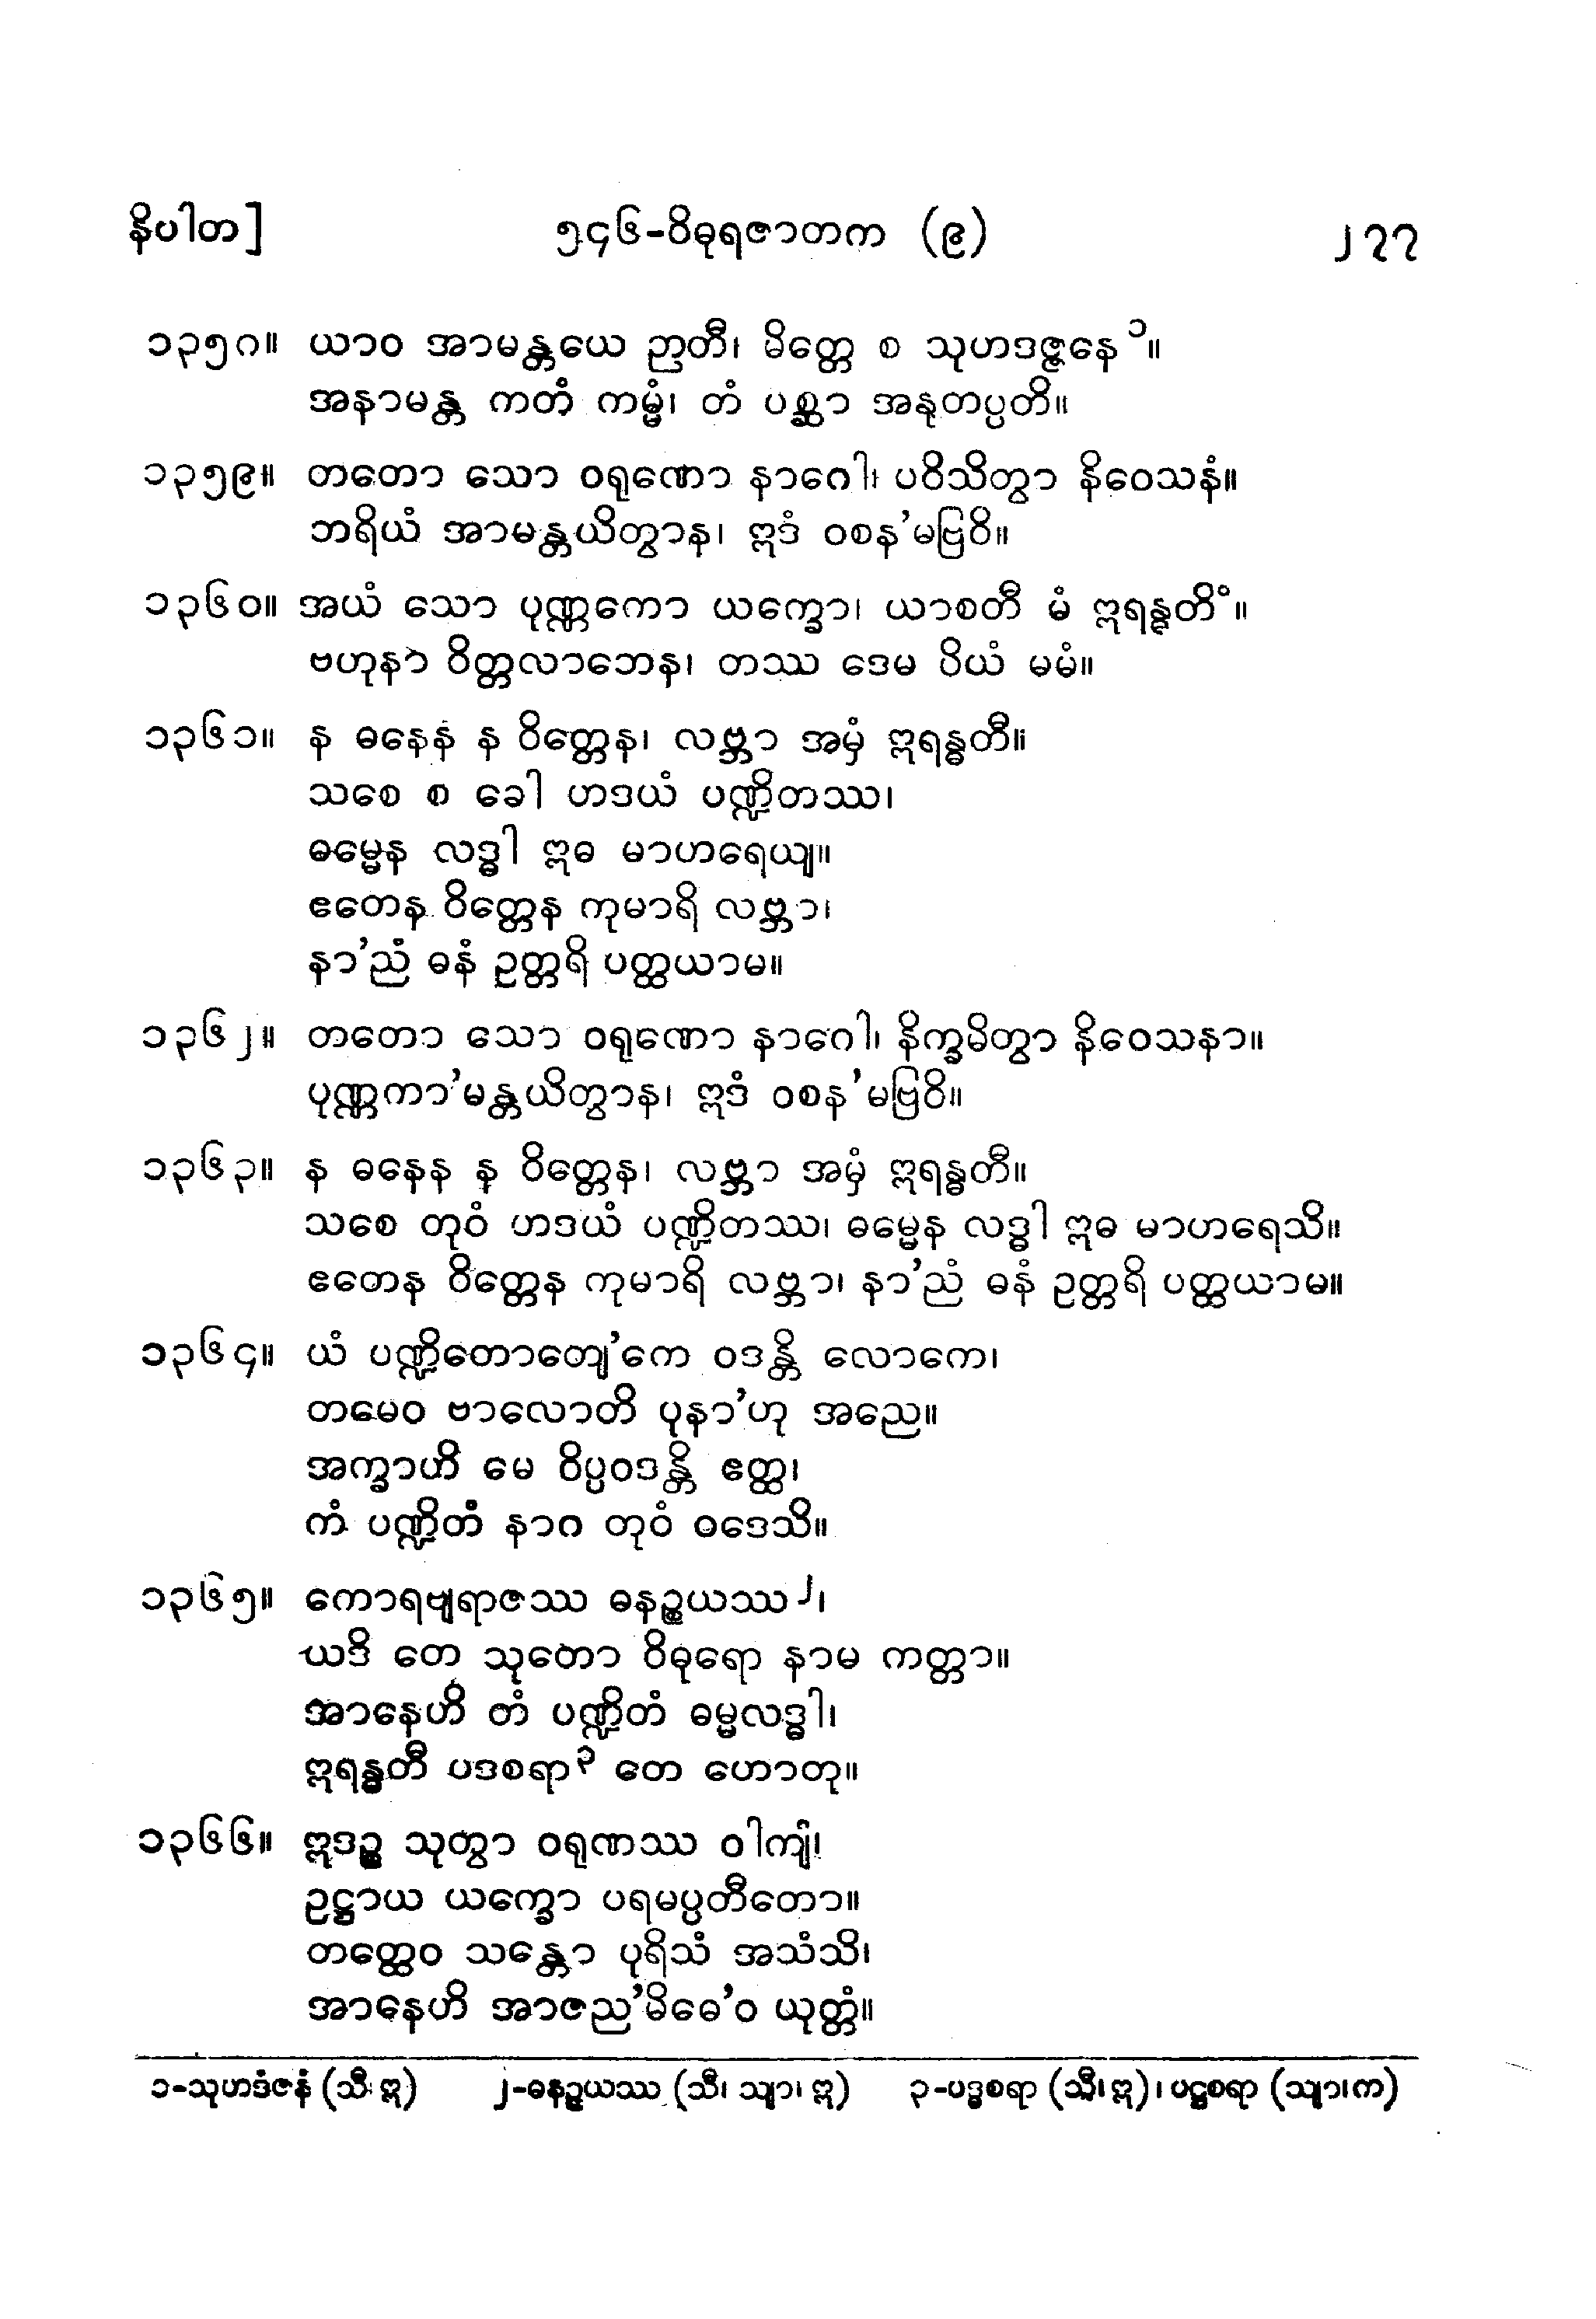 နိပါတ]
၅၄၆-ဝိဓုရဇာတက (၉)
၂၇၇
၁၃၅၈။ ယာဝ အာမန္တယေ ဉာတီ၊ မိတ္တေ စ သုဟဒဇ္ဇနေ ၁။
အနာမန္တ ကတံ ကမ္မံ၊ တံ ပစ္ဆာ အနုတပ္ပတိ။
၁၃၅၉။ တတော သော ဝရုဏော နာဂေါ၊ ပဝိသိတွာ နိဝေသနံ။
ဘရိယံ အာမန္တယိတွာန၊ ဣဒံ ဝစန’မဗြဝိ။
၁၃၆၀။ အယံ သော ပုဏ္ဏကော ယက္ခော၊ ယာစတီ မံ ဣရန္ဓတိံ။
ဗဟုနာ ဝိတ္တလာဘေန၊ တဿ ဒေမ ပိယံ မမံ။
၁၃၆၁။ န ဓနေန န ဝိတ္တေန၊ လဗ္ဘာ အမှံ ဣရန္ဓတီ။
သစေ စ ခေါ ဟဒယံ ပဏ္ဍိတဿ၊
ဓမ္မေန လဒ္ဓါ ဣဓ မာဟရေယျ။
ဧတေန ဝိတ္တေန ကုမာရိ လဗ္ဘာ၊
နာ’ညံ ဓနံ ဥတ္တရိ ပတ္ထယာမ။
၁၃၆၂။ တတော သော ဝရုဏော နာဂေါ၊ နိက္ခမိတွာ နိဝေသနာ။
ပုဏ္ဏကာ’မန္တယိတွာန၊ ဣဒံ ဝစန’မဗြဝိ။
၁၃၆၃။ န ဓနေန န ဝိတ္တေန၊ လဗ္ဘာ အမှံ ဣရန္ဓတီ။
သစေ တုဝံ ဟဒယံ ပဏ္ဍိတဿ၊ ဓမ္မေန လဒ္ဓါ ဣဓ မာဟရေသိ။
ဧတေန ဝိတ္တေန ကုမာရိ လဗ္ဘာ၊ နာ’ညံ ဓနံ ဥတ္တရိ ပတ္ထယာမ။
၁၃၆၄။ ယံ ပဏ္ဍိတောတျေ’ကေ ဝဒန္တိ လောကေ၊
တမေဝ ဗာလောတိ ပုနာ’ဟု အညေ။
အက္ခာဟိ မေ ဝိပ္ပဝဒန္တိ ဧတ္ထ၊
ကံ ပဏ္ဍိတံ နာဂ တုဝံ ဝဒေသိ။
၁၃၆၅။ ကောရဗျရာဇဿ ဓနဉ္စယဿ ၂၊
ယဒိ တေ သုတော ဝိဓုရော နာမ ကတ္တာ။
အာနေဟိ တံ ပဏ္ဍိတံ ဓမ္မလဒ္ဓါ၊
ဣရန္ဓတီ ပဒစရာ ၃ တေ ဟောတု။
၁၃၆၆။ ဣဒဉ္စ သုတွာ ဝရုဏဿ ဝါကျံ၊
ဥဋ္ဌာယ ယက္ခော ပရမပ္ပတီတော။
တတ္ထေဝ သန္တော ပုရိသံ အသံသိ၊
အာနေဟိ အာဇည’မိဓေ’ဝ ယုတ္တံ။
၁-သုဟဒံဇနံ (သီ၊ ဣ)
၂-ဓနဉ္ဇယဿ (သီ၊ သျာ၊ ဣ)
၃-ပဒ္ဓစရာ (သီ၊ ဣ)၊ ပဋ္ဌစရာ (သျာ၊ က)